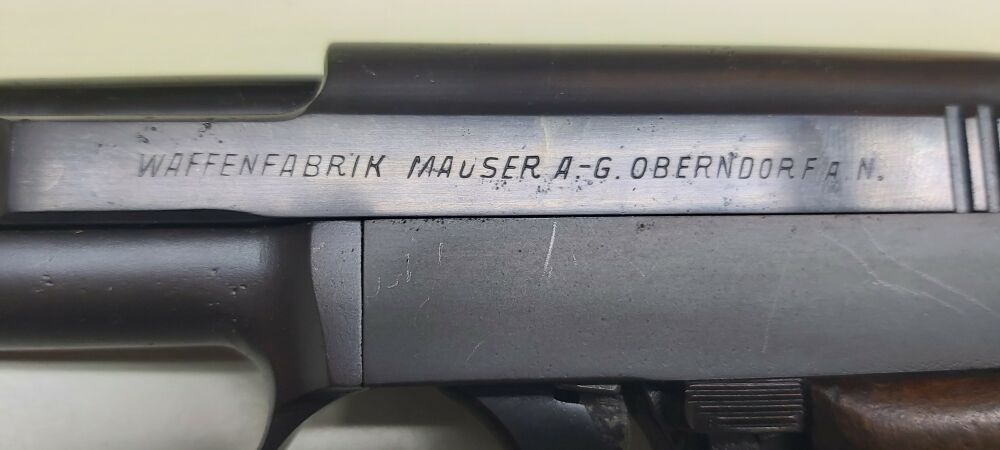 WAFFENFABRIK MAUSER A.-G. OBERNDORF A N.